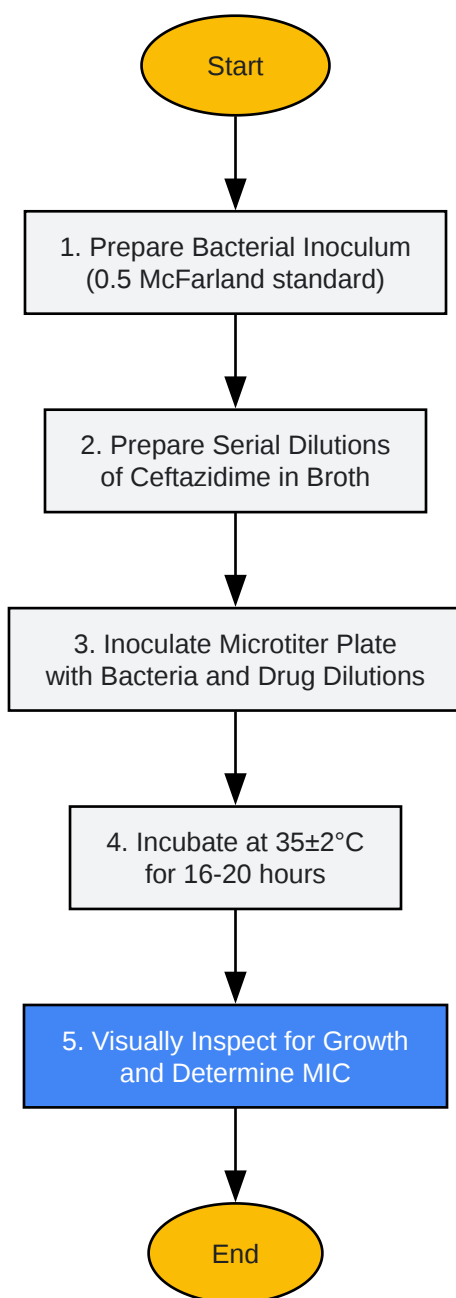 Start
1. Prepare Bacterial Inoculum
(0.5 McFarland standard)
2. Prepare Serial Dilutions
of Ceftazidime in Broth
3. Inoculate Microtiter Plate
with Bacteria and Drug Dilutions
4. Incubate at 35±2°C
for 16-20 hours
5. Visually Inspect for Growth
and Determine MIC
End